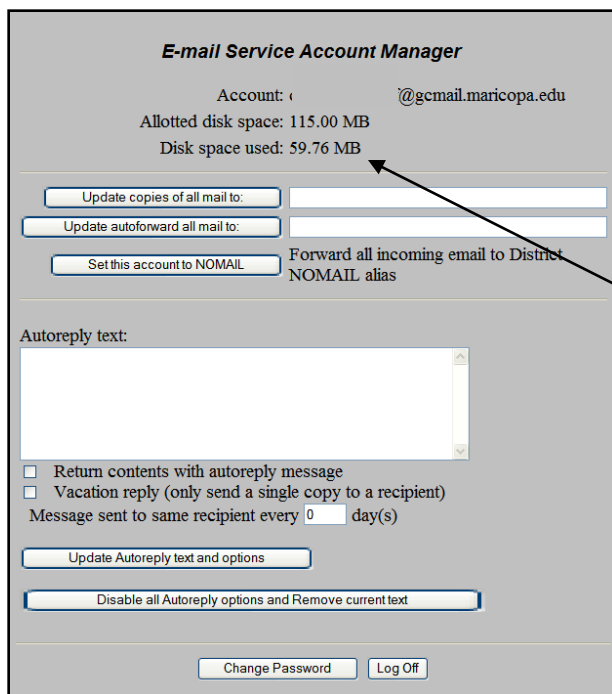 E-mail Service Account Manager
Account: @gcmail.maricopa.edu
Allotted disk space: 115.00 MB
Disk space used: 59.76 MB
Update copies of all mail to:
Update autoforward all mail to:
Set this account to NOMAIL
Forward all incoming email to District
NOMAIL alias
Autoreply text:
Return contents with autoreply message
Vacation reply (only send a single copy to a recipient)
Message sent to same recipient every 0 day(s)
Update Autoreply text and options
Disable all Autoreply options and Remove current text
Change Password Log Off